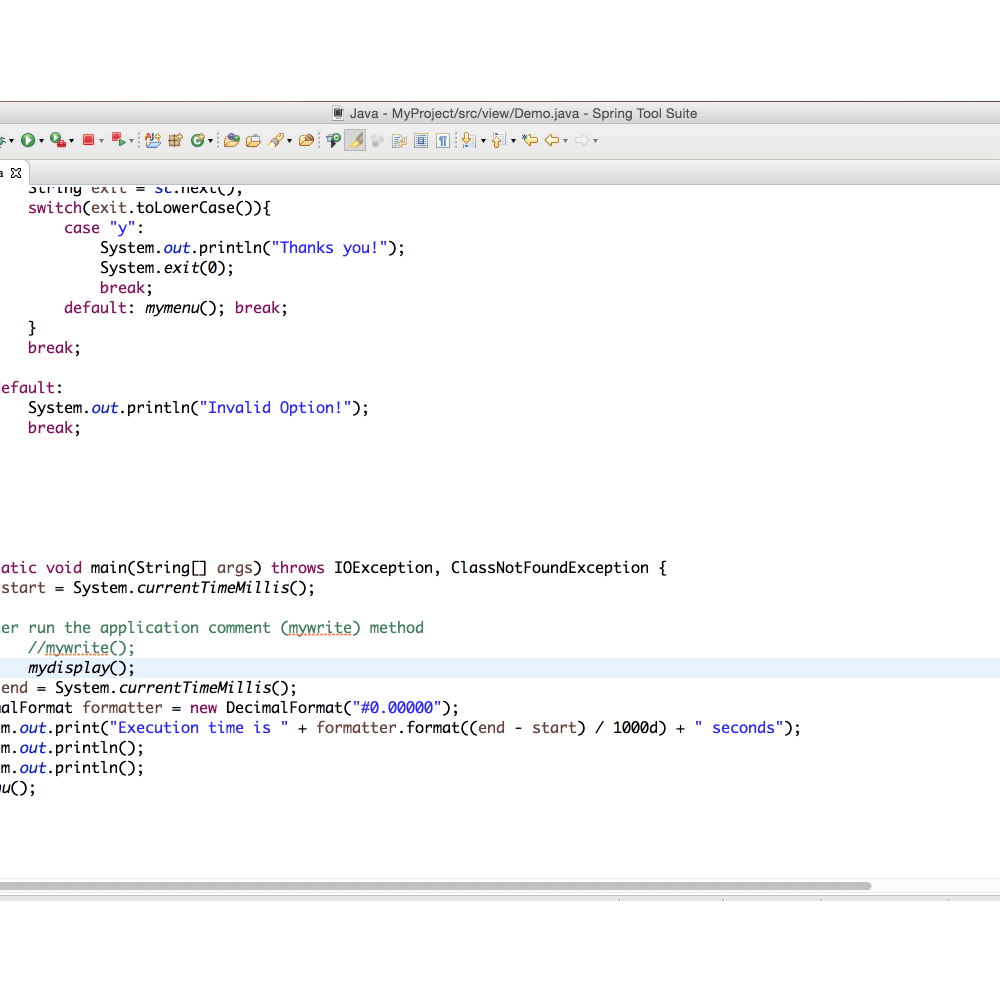 Java - MyProject/src/view/Demo.java - Spring Tool Suite
a
String exit = sc.next();
switch(exit.toLowerCase()){
case "y":
System.out.println("Thanks you!");
System.exit(0);
break;
default: mymenu(); break;
}
break;
efault:
System.out.println("Invalid Option!");
break;
atic void main(String[] args) throws IOException, ClassNotFoundException {
start = System.currentTimeMillis();
er run the application comment (mywrite) method
//mywrite();
mydisplay();
end = System.currentTimeMillis();
malFormat formatter = new DecimalFormat("#0.00000");
m.out.print("Execution time is " + formatter.format((end - start) / 1000d) + " seconds");
m.out.println();
m.out.println();
nu();